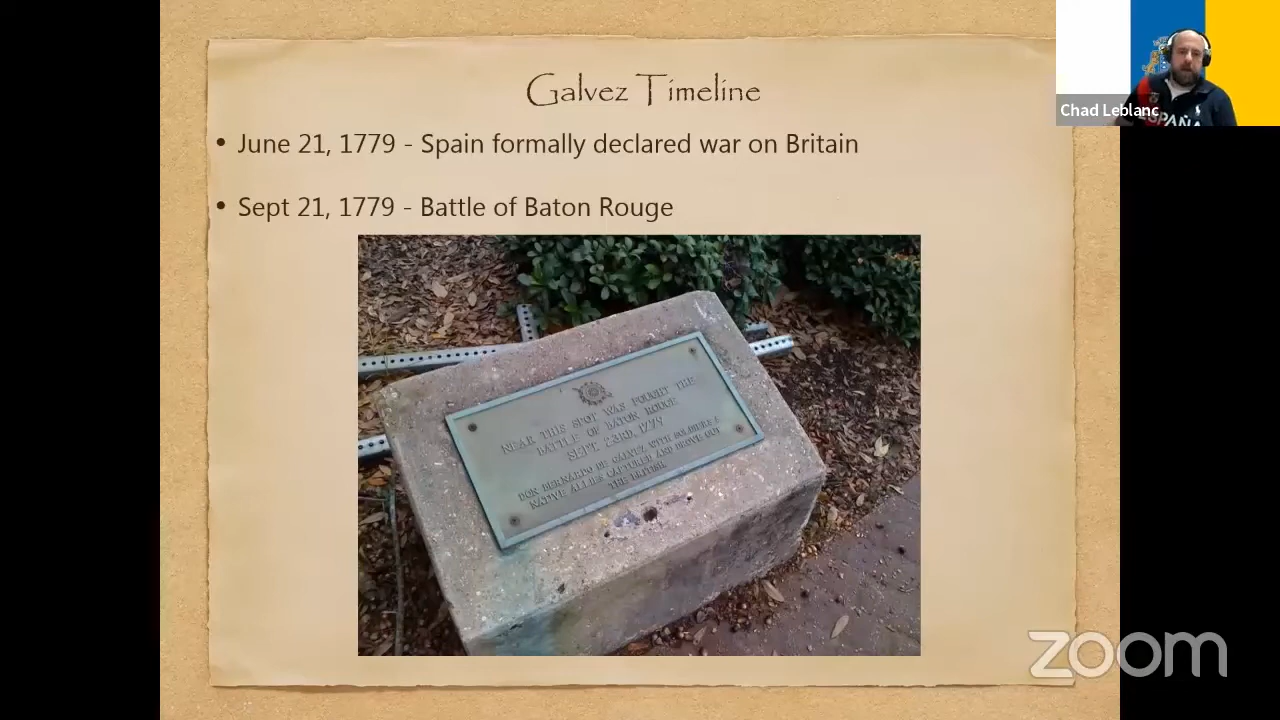 Galvez Timeline
• June 21, 1779 - Spain formally declared war on Britain
• Sept 21, 1779 - Battle of Baton Rouge
NEAR THIS SPOT WAS FOUGHT THE
BATTLE OF BATON ROUGE
SEPT. 23RD, 1779
DON BERNARDO DE GALVEZ WITH SOLDIERS &
NATIVE ALLIES CAPTURED AND DROVE OUT
THE BRITISH.
Chad Leblanc
ESPAÑA
zoom